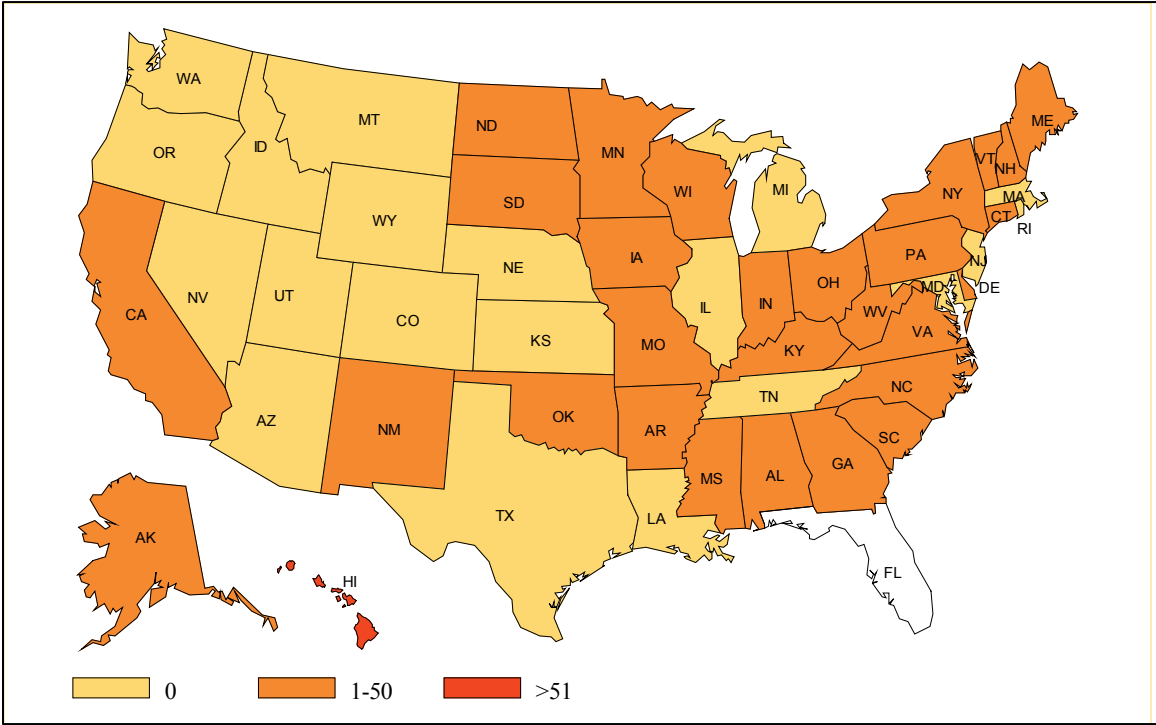 WA
MT
ND
MN
ME
OR
ID
WI
VT
NH
NY
MI
MA
SD
WY
CT
RI
IA
PA
NE
NJ
NV
UT
OH
MD
DE
CO
IL
IN
WV
CA
KS
MO
VA
KY
NC
TN
AZ
NM
OK
AR
SC
GA
MS
AL
TX
LA
AK
FL
HI
0
1-50
>51